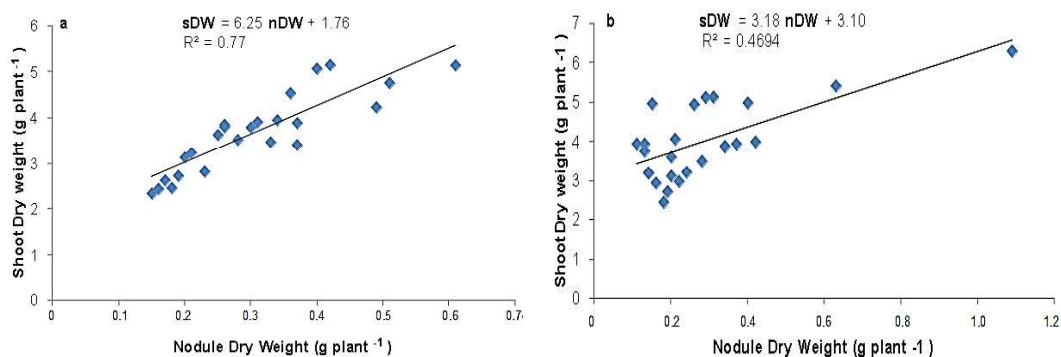 a
sDW = 6.25 nDW + 1.76
R² = 0.77
Shoot Dry weight (g plant ⁻¹)
6
5
4
3
2
1
0
0 0.1 0.2 0.3 0.4 0.5 0.6 0.7
Nodule Dry Weight (g plant ⁻¹)
b
sDW = 3.18 nDW + 3.10
R² = 0.4694
Shoot Dry weight (g plant -1)
7
6
5
4
3
2
1
0
0 0.2 0.4 0.6 0.8 1.0 1.2
Nodule Dry Weight (g plant -1)